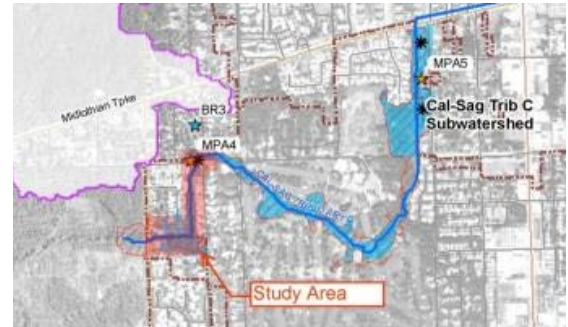 MPA5
Midlothian Tpke
BR3
Cal-Sag Trib C
Subwatershed
MPA4
Study Area